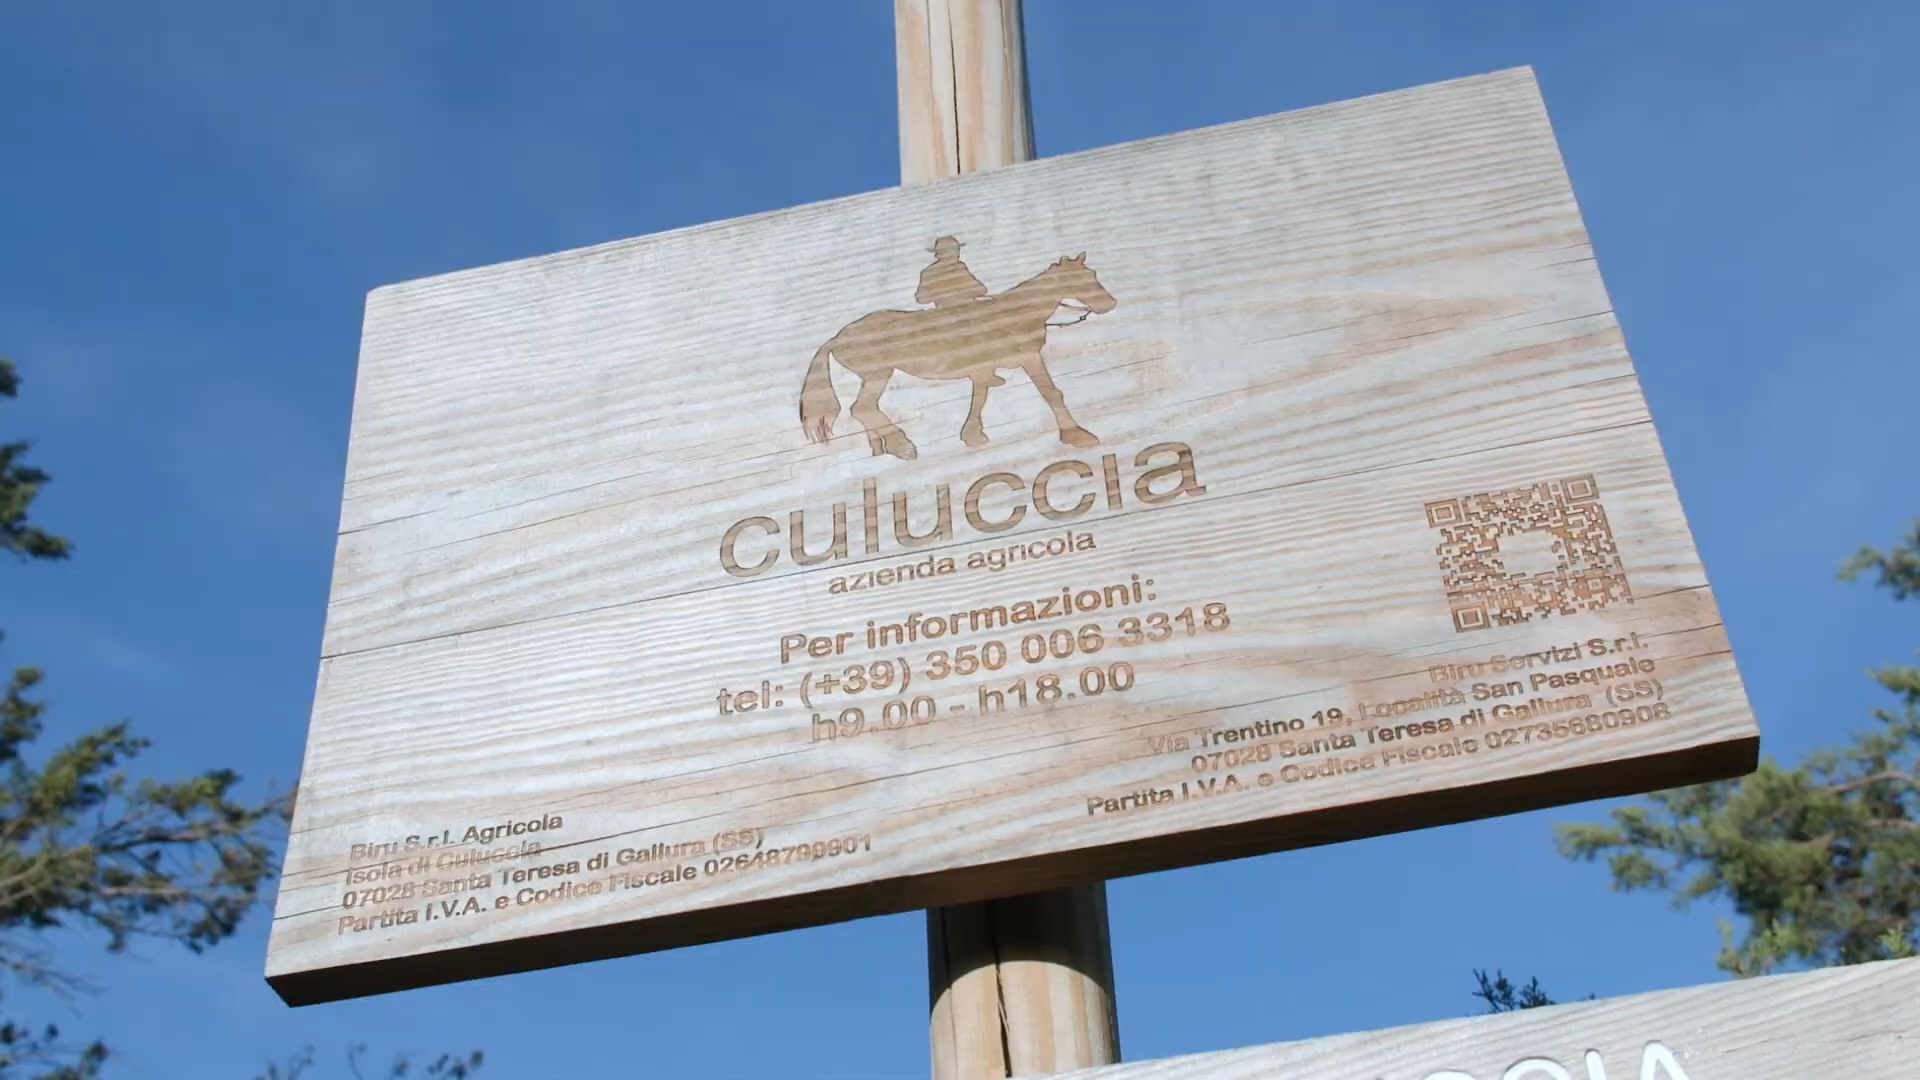 culuccia
azienda agricola
Per informazioni:
tel: (+39) 350 006 3318
h9.00 - h18.00
Biru Servizi S.r.l.
Via Trentino 19, Località San Pasquale
07028 Santa Teresa di Gallura (SS)
Partita I.V.A. e Codice Fiscale 02735680908
Biru S.r.l. Agricola
Isola di Culuccia
07028 Santa Teresa di Gallura (SS)
Partita I.V.A. e Codice Fiscale 02648790901